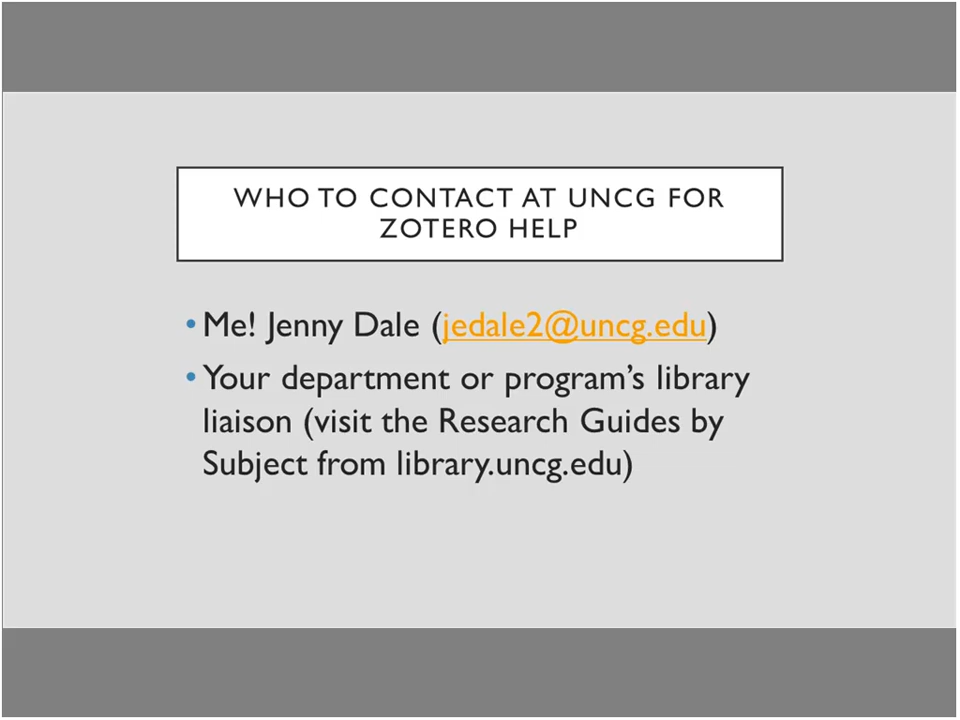 WHO TO CONTACT AT UNCG FOR
ZOTERO HELP
• Me! Jenny Dale (jedale2@uncg.edu)
• Your department or program’s library
liaison (visit the Research Guides by
Subject from library.uncg.edu)